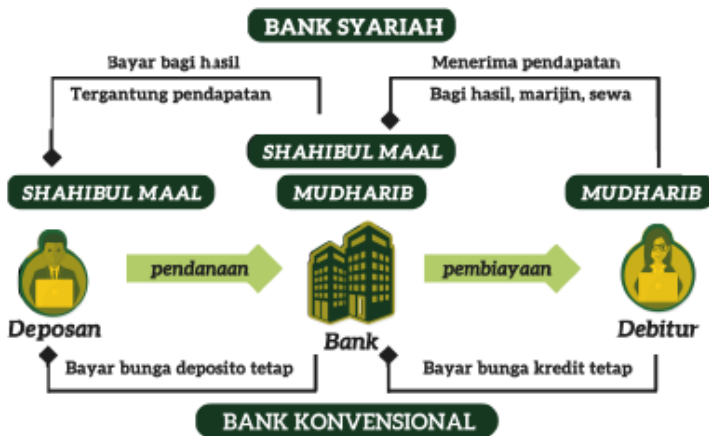 BANK SYARIAH
Bayar bagi hasil
Menerima pendapatan
Tergantung pendapatan
Bagi hasil, marijin, sewa
SHAHIBUL MAAL
SHAHIBUL MAAL
MUDHARIB
MUDHARIB
pendanaan
pembiayaan
Deposan
Bank
Debitur
Bayar bunga deposito tetap
Bayar bunga kredit tetap
BANK KONVENSIONAL